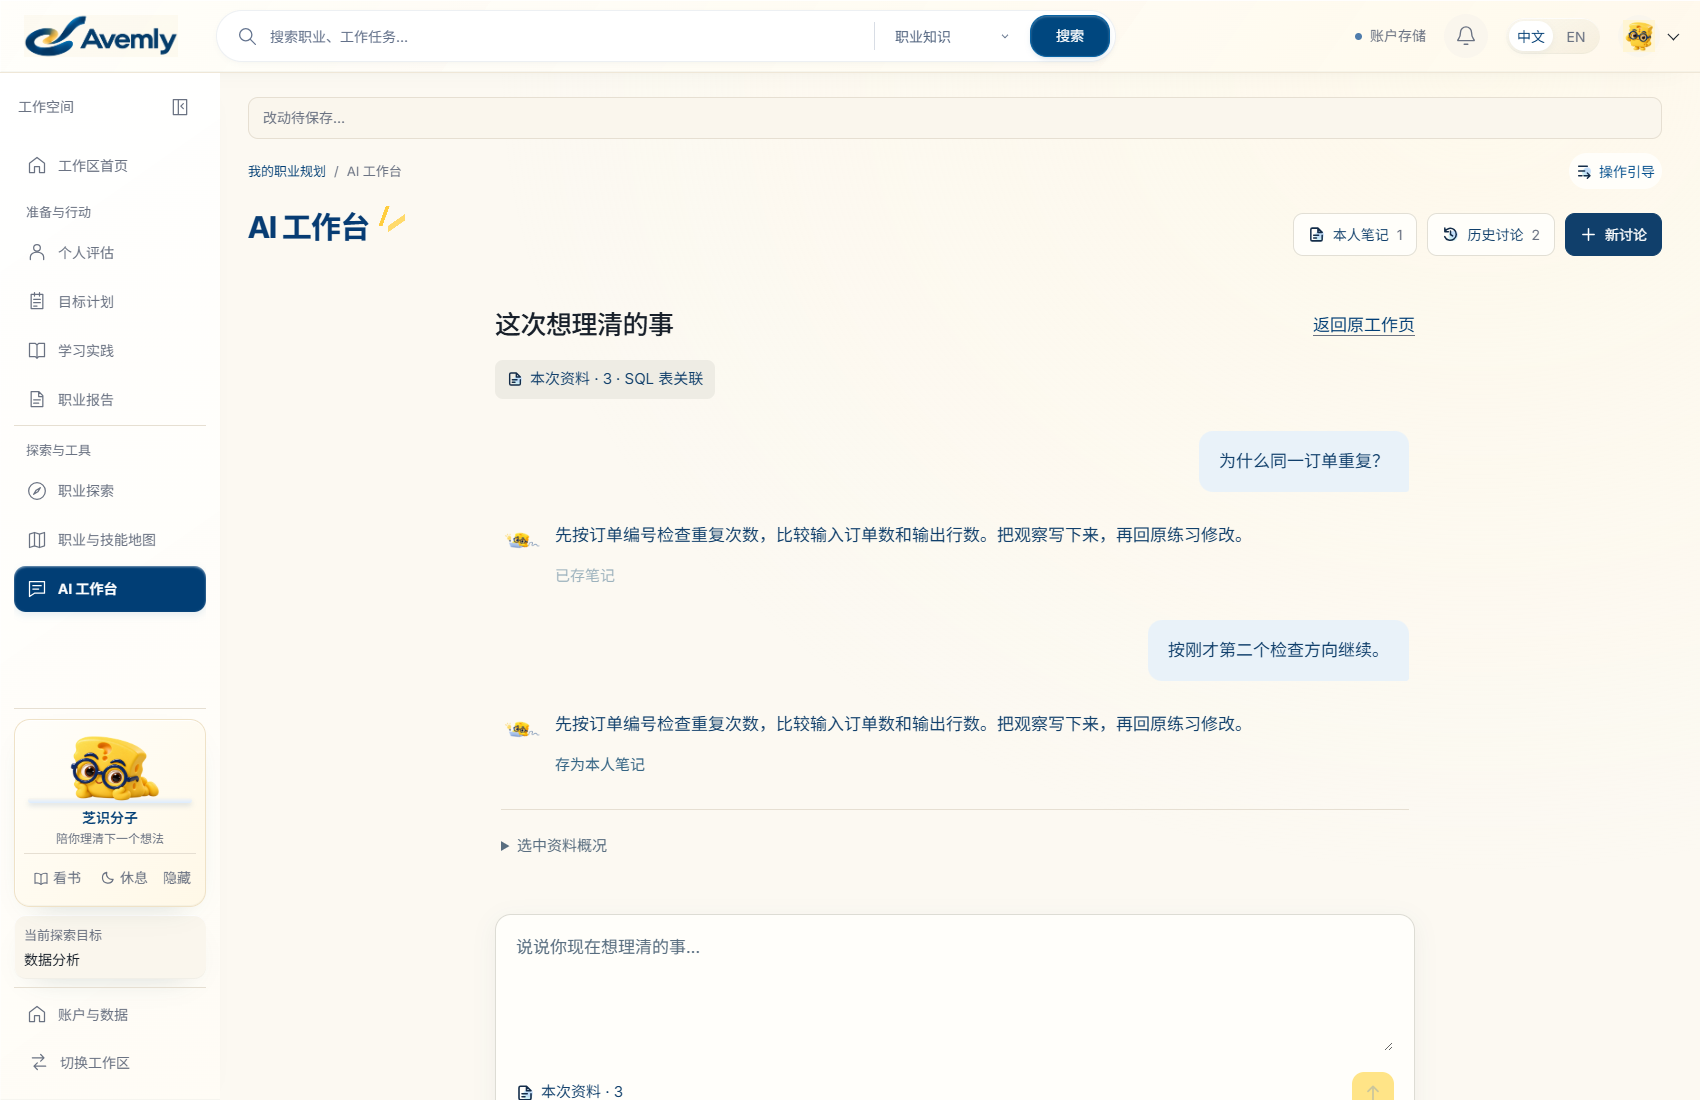 Avemly
搜索职业、工作任务...
职业知识
搜索
账户存储
中文
EN
工作空间
工作区首页
准备与行动
个人评估
目标计划
学习实践
职业报告
探索与工具
职业探索
职业与技能地图
AI 工作台
芝识分子
陪你理清下一个想法
看书
休息
隐藏
当前探索目标
数据分析
账户与数据
切换工作区
改动待保存...
我的职业规划 / AI 工作台
操作引导
AI 工作台
本人笔记 1
历史讨论 2
新讨论
这次想理清的事
返回原工作页
本次资料 · 3 · SQL 表关联
为什么同一订单重复？
先按订单编号检查重复次数，比较输入订单数和输出行数。把观察写下来，再回原练习修改。
已存笔记
按刚才第二个检查方向继续。
先按订单编号检查重复次数，比较输入订单数和输出行数。把观察写下来，再回原练习修改。
存为本人笔记
选中资料概况
说说你现在想理清的事...
本次资料 · 3